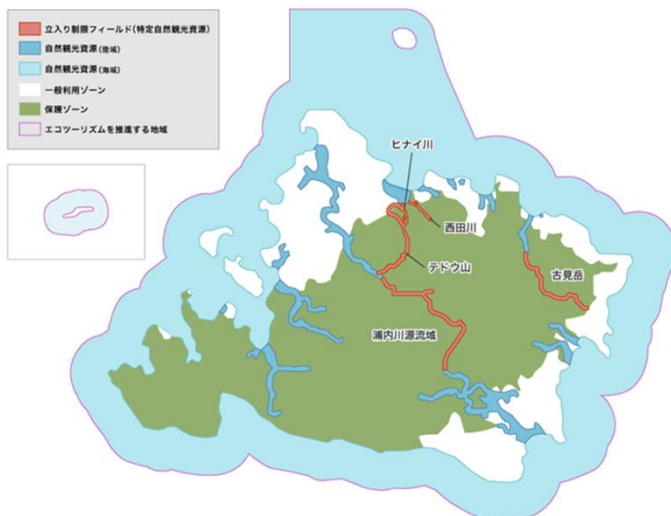 立入り制限フィールド(特定自然観光資源)
自然観光資源(陸域)
自然観光資源(海域)
一般利用ゾーン
保護ゾーン
エコツーリズムを推進する地域
ヒナイ川
西田川
テドウ山
古見岳
浦内川源流域